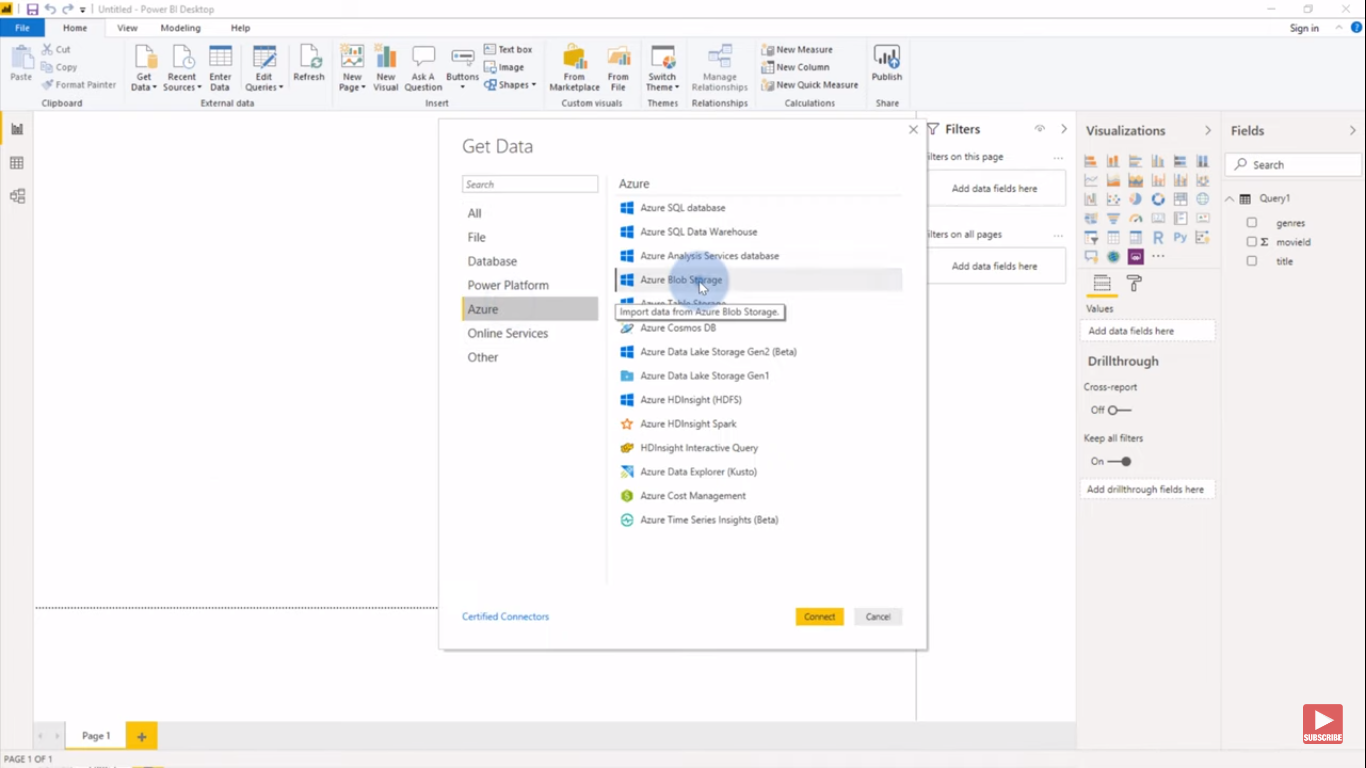 Untitled - Power BI Desktop
File Home View Modeling Help Sign in
Paste Cut Copy Format Painter Clipboard
Get Data Recent Sources Enter Data Edit Queries Refresh External data
New Page New Visual Ask A Question Buttons Text box Image Shapes Insert
From Marketplace From File Custom visuals
Switch Theme Themes
Manage Relationships Relationships
New Measure New Column New Quick Measure Calculations
Publish Share
Get Data
Search
All
File
Database
Power Platform
Azure
Online Services
Other
Azure
Azure SQL database
Azure SQL Data Warehouse
Azure Analysis Services database
Azure Blob Storage
Azure Table Storage
Import data from Azure Blob Storage.
Azure Cosmos DB
Azure Data Lake Storage Gen2 (Beta)
Azure Data Lake Storage Gen1
Azure HDInsight (HDFS)
Azure HDInsight Spark
HDInsight Interactive Query
Azure Data Explorer (Kusto)
Azure Cost Management
Azure Time Series Insights (Beta)
Certified Connectors
Connect Cancel
Filters
ilters on this page ...
Add data fields here
ilters on all pages ...
Add data fields here
Visualizations
R Py
Values
Add data fields here
Drillthrough
Cross-report
Off
Keep all filters
On
Add drillthrough fields here
Fields
Search
Query1
genres
Σ movieId
title
Page 1 +
PAGE 1 OF 1
SUBSCRIBE